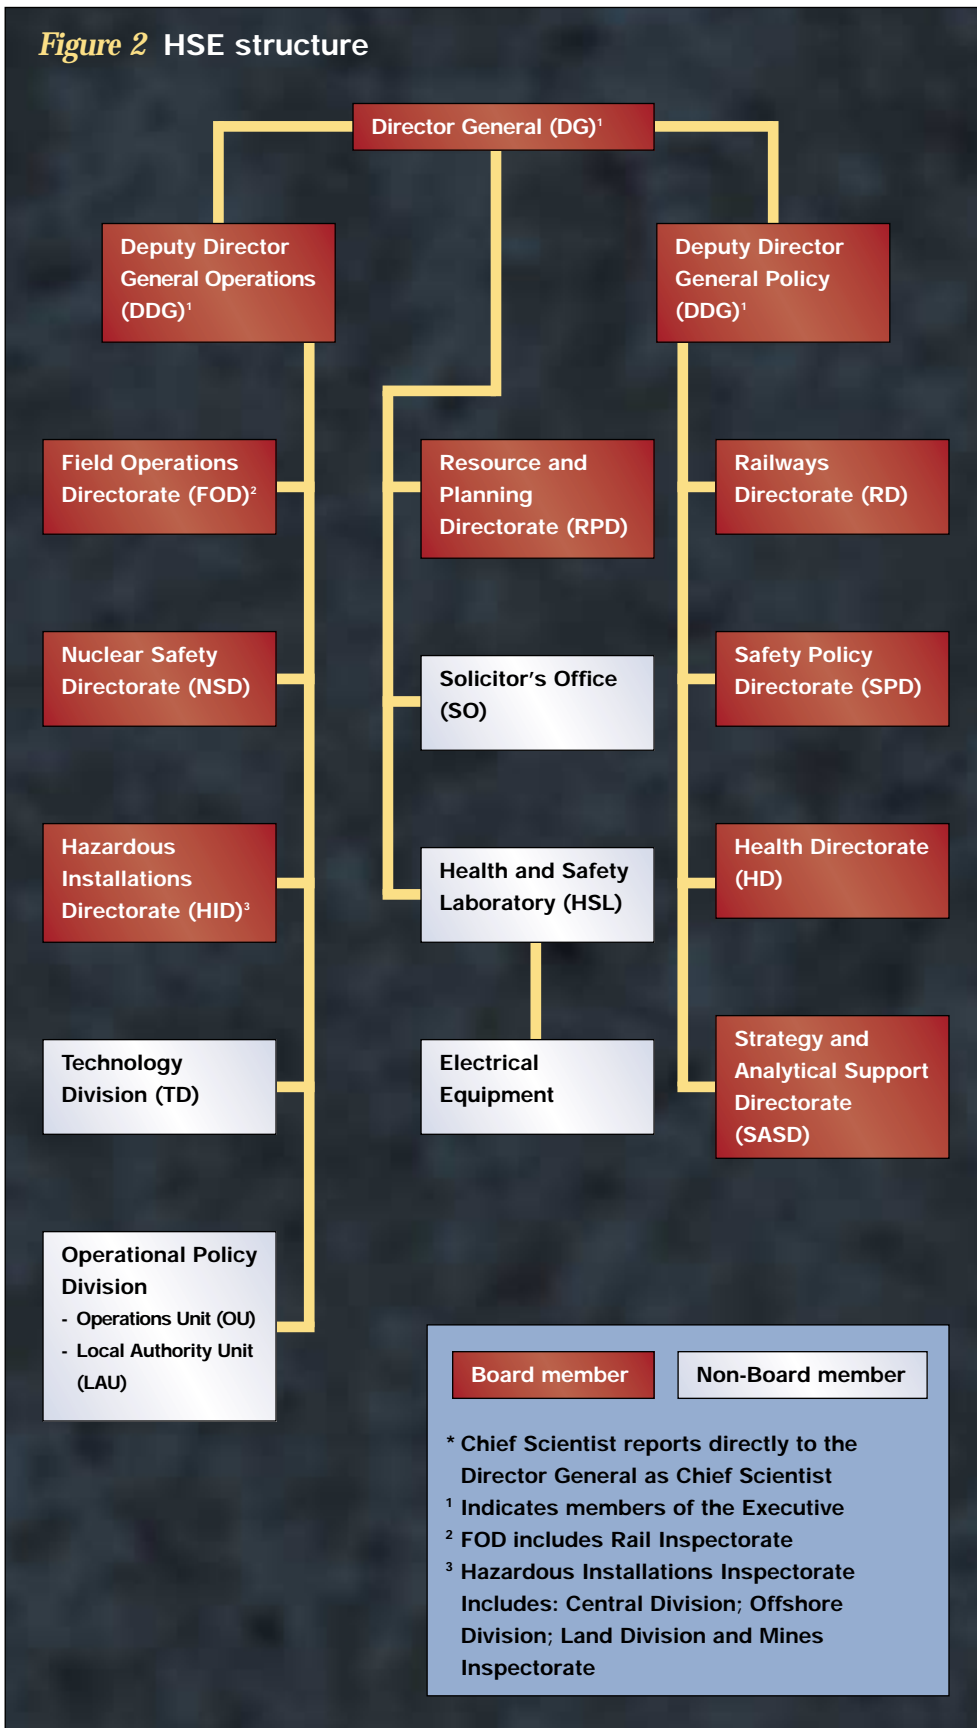 Figure 2 HSE structure
Director General (DG)¹
Deputy Director
General Operations
(DDG)¹
Deputy Director
General Policy
(DDG)¹
Field Operations
Directorate (FOD)²
Resource and
Planning
Directorate (RPD)
Railways
Directorate (RD)
Nuclear Safety
Directorate (NSD)
Solicitor's Office
(SO)
Safety Policy
Directorate (SPD)
Hazardous
Installations
Directorate (HID)³
Health and Safety
Laboratory (HSL)
Health Directorate
(HD)
Technology
Division (TD)
Electrical
Equipment
Strategy and
Analytical Support
Directorate
(SASD)
Operational Policy
Division
- Operations Unit (OU)
- Local Authority Unit
(LAU)
Board member
Non-Board member
* Chief Scientist reports directly to the
Director General as Chief Scientist
¹ Indicates members of the Executive
² FOD includes Rail Inspectorate
³ Hazardous Installations Inspectorate
Includes: Central Division; Offshore
Division; Land Division and Mines
Inspectorate